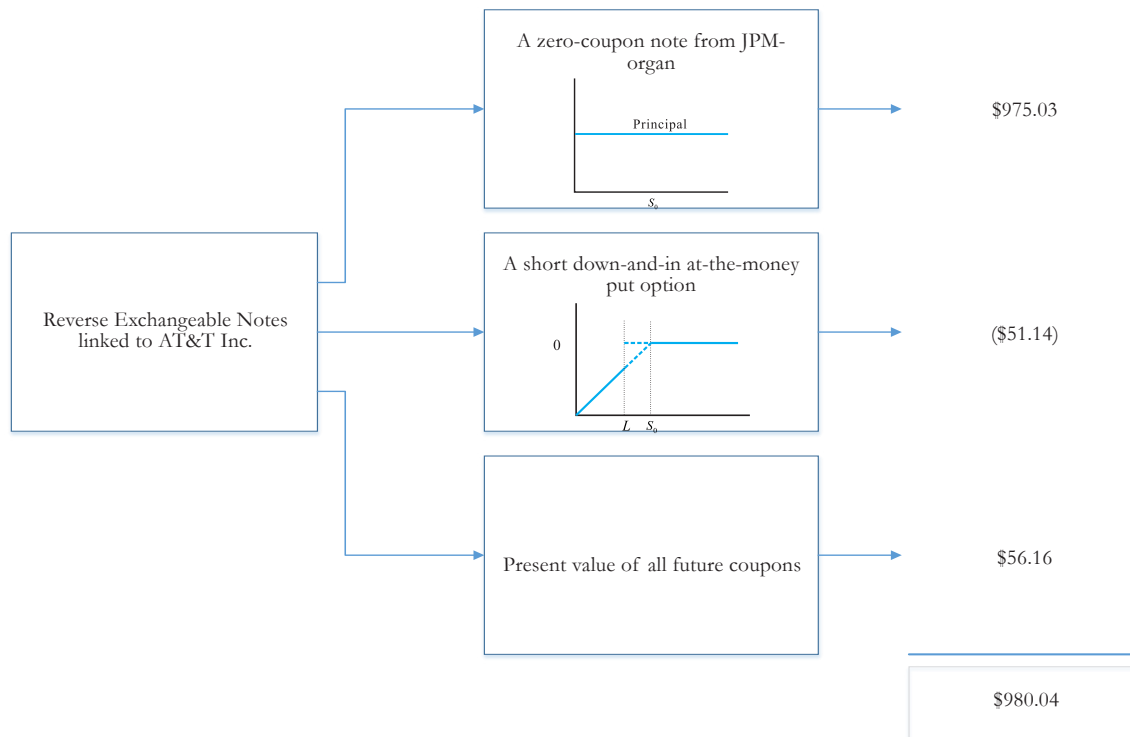 A zero-coupon note from JPM-
organ
Principal
S₀
$975.03
Reverse Exchangeable Notes
linked to AT&T Inc.
A short down-and-in at-the-money
put option
0
L S₀
($51.14)
Present value of all future coupons
$56.16
$980.04